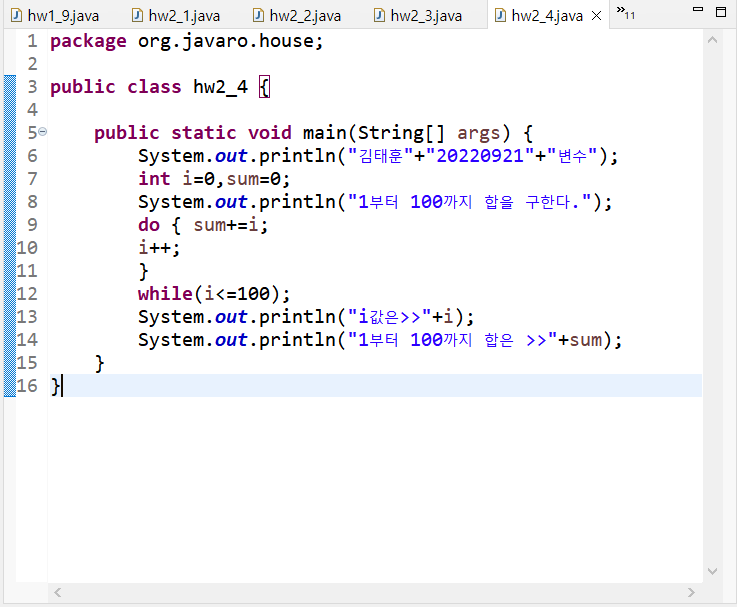 hw1_9.java hw2_1.java hw2_2.java hw2_3.java hw2_4.java »11
1 package org.javaro.house;
2
3 public class hw2_4 {
4
5 public static void main(String[] args) {
6 System.out.println("김태훈"+"20220921"+"변수");
7 int i=0,sum=0;
8 System.out.println("1부터 100까지 합을 구한다.");
9 do { sum+=i;
10 i++;
11 }
12 while(i<=100);
13 System.out.println("i값은>>"+i);
14 System.out.println("1부터 100까지 합은 >>"+sum);
15 }
16 }